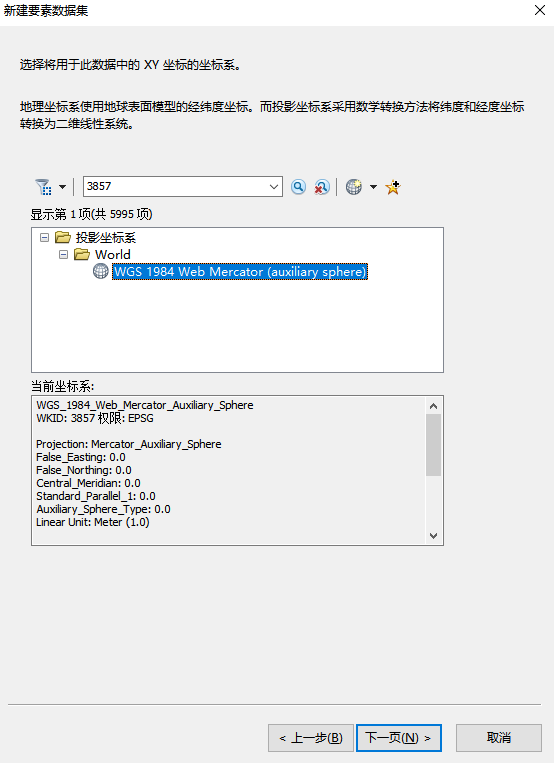 新建要素数据集
选择将用于此数据中的 XY 坐标的坐标系。
地理坐标系使用地球表面模型的经纬度坐标。而投影坐标系采用数学转换方法将纬度和经度坐标
转换为二维线性系统。
3857
显示第 1 项(共 5995 项)
投影坐标系
World
WGS 1984 Web Mercator (auxiliary sphere)
当前坐标系:
WGS_1984_Web_Mercator_Auxiliary_Sphere
WKID: 3857 权限: EPSG
Projection: Mercator_Auxiliary_Sphere
False_Easting: 0.0
False_Northing: 0.0
Central_Meridian: 0.0
Standard_Parallel_1: 0.0
Auxiliary_Sphere_Type: 0.0
Linear Unit: Meter (1.0)
< 上一步(B) 下一页(N) > 取消